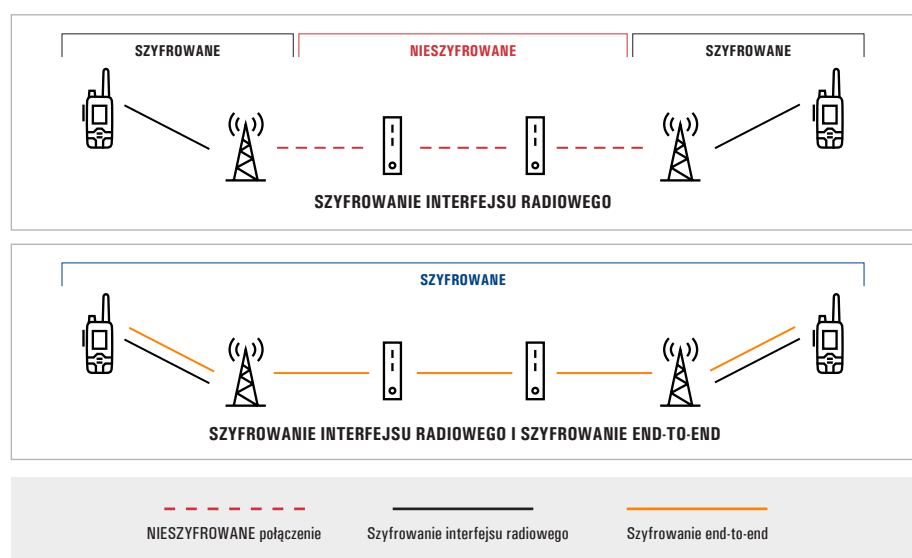 SZYFROWANE
NIESZYFROWANE
SZYFROWANE
SZYFROWANIE INTERFEJSU RADIOWEGO
SZYFROWANE
SZYFROWANIE INTERFEJSU RADIOWEGO I SZYFROWANIE END-TO-END
NIESZYFROWANE połączenie
Szyfrowanie interfejsu radiowego
Szyfrowanie end-to-end